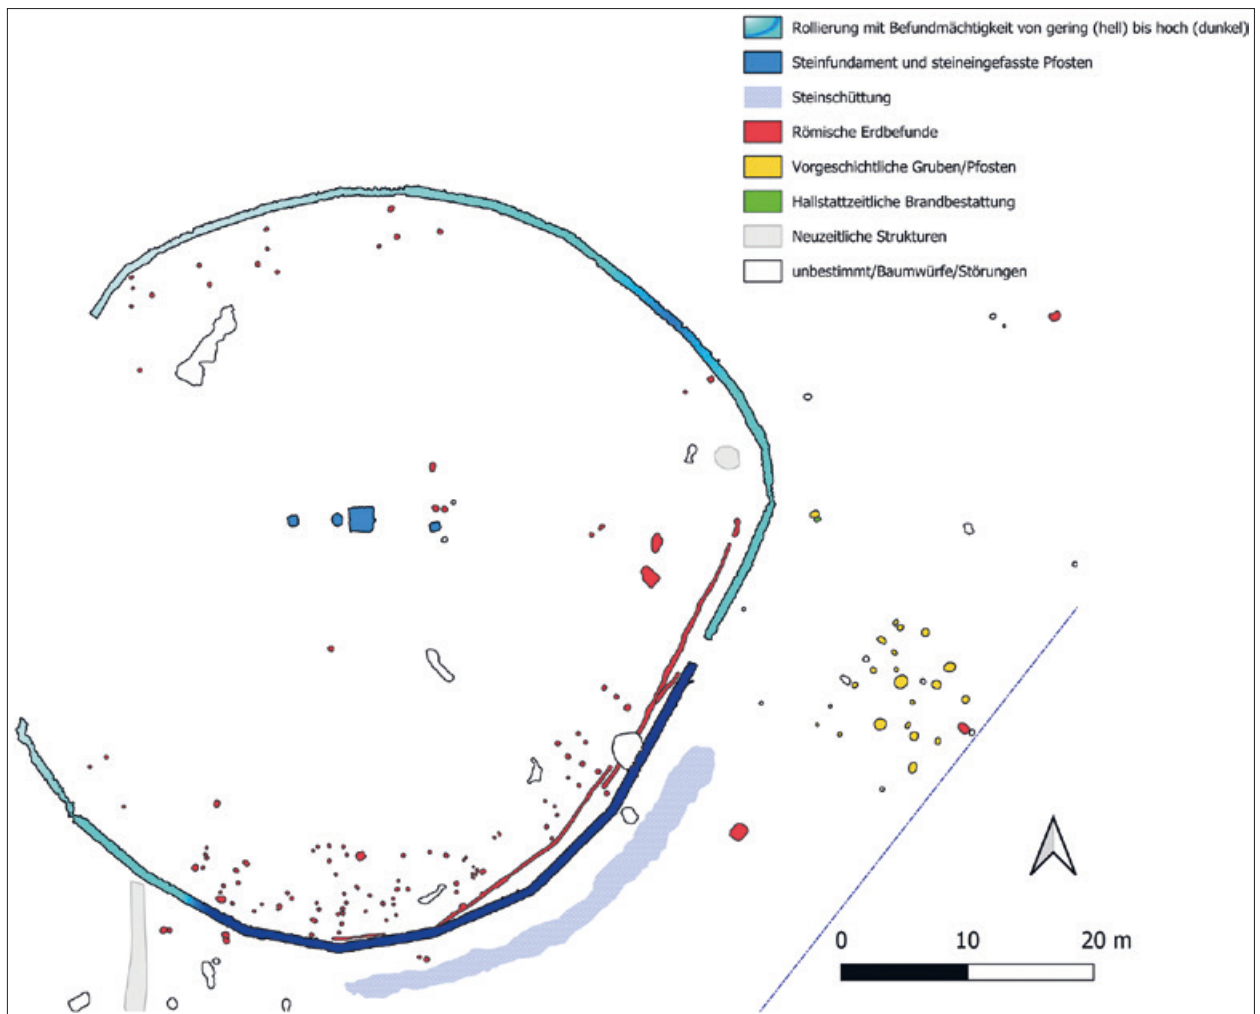 Rollierung mit Befundmächtigkeit von gering (hell) bis hoch (dunkel)
Steinfundament und steineingefasste Pfosten
Steinschüttung
Römische Erdbefunde
Vorgeschichtliche Gruben/Pfosten
Hallstattzeitliche Brandbestattung
Neuzeitliche Strukturen
unbestimmt/Baumwürfe/Störungen
0 10 20 m